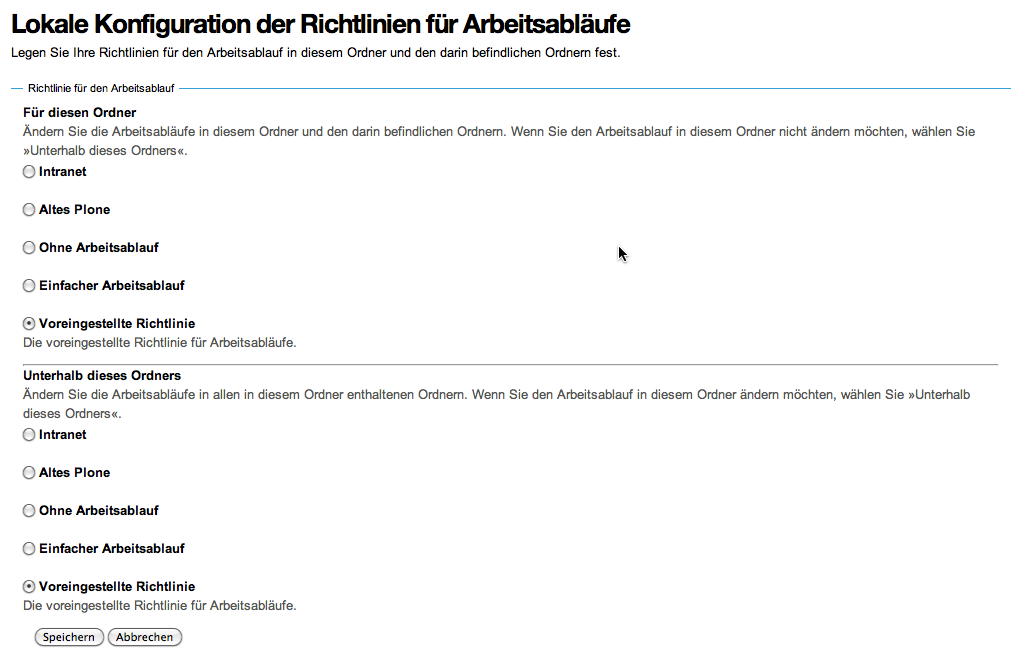 Lokale Konfiguration der Richtlinien für Arbeitsabläufe
Legen Sie Ihre Richtlinien für den Arbeitsablauf in diesem Ordner und den darin befindlichen Ordnern fest.
Richtlinie für den Arbeitsablauf
Für diesen Ordner
Ändern Sie die Arbeitsabläufe in diesem Ordner und den darin befindlichen Ordnern. Wenn Sie den Arbeitsablauf in diesem Ordner nicht ändern möchten, wählen Sie
»Unterhalb dieses Ordners«.
Intranet
Altes Plone
Ohne Arbeitsablauf
Einfacher Arbeitsablauf
Voreingestellte Richtlinie
Die voreingestellte Richtlinie für Arbeitsabläufe.
Unterhalb dieses Ordners
Ändern Sie die Arbeitsabläufe in allen in diesem Ordner enthaltenen Ordnern. Wenn Sie den Arbeitsablauf in diesem Ordner ändern möchten, wählen Sie »Unterhalb
dieses Ordners«.
Intranet
Altes Plone
Ohne Arbeitsablauf
Einfacher Arbeitsablauf
Voreingestellte Richtlinie
Die voreingestellte Richtlinie für Arbeitsabläufe.
Speichern Abbrechen